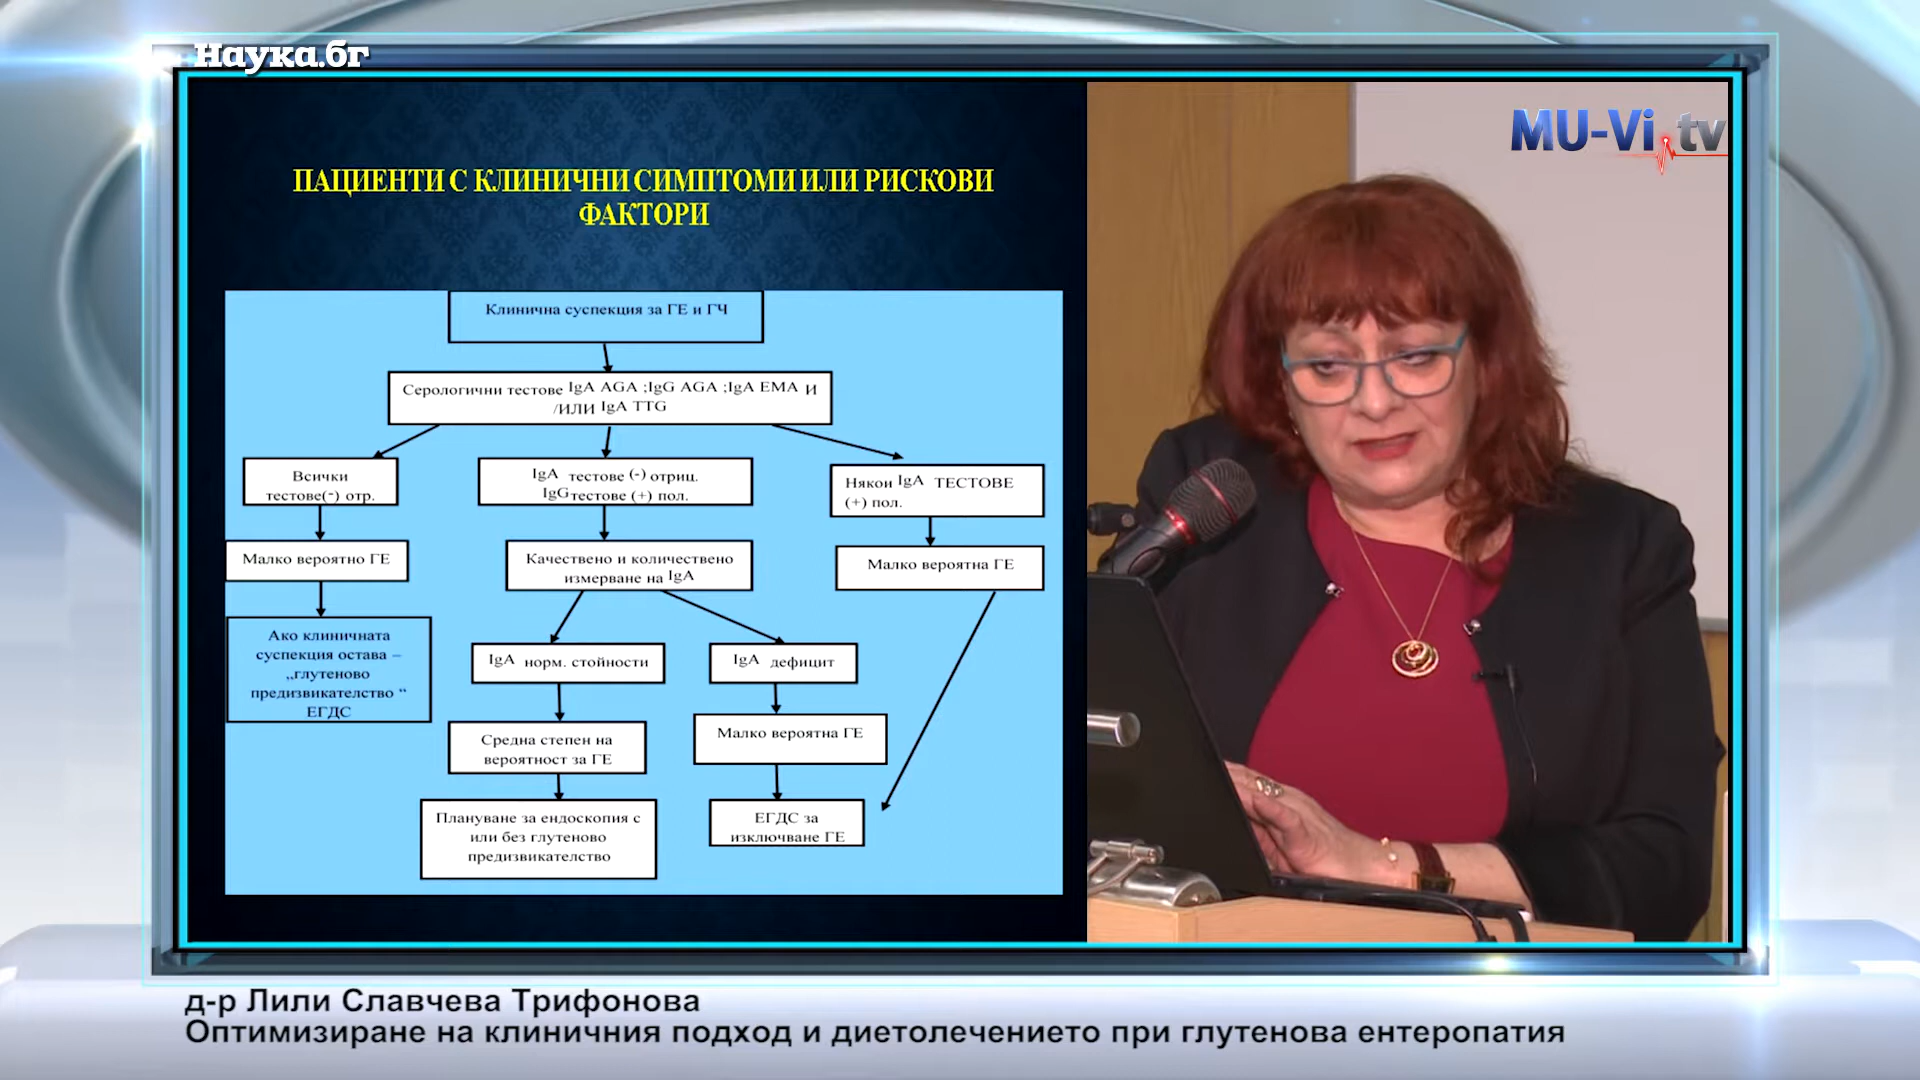 Наука.бг
MU-Vi.tv
ПАЦИЕНТИ С КЛИНИЧНИ СИМПТОМИ ИЛИ РИСКОВИ
ФАКТОРИ
Клинична суспекция за ГЕ и ГЧ
Серологични тестове IgA AGA ;IgG AGA ;IgA EMA И
/ИЛИ IgA TTG
Всички
тестове(-) отр.
IgA тестове (-) отриц.
IgGтестове (+) пол.
Някои IgA ТЕСТОВЕ
(+) пол.
Малко вероятно ГЕ
Качествено и количествено
измерване на IgA
Малко вероятна ГЕ
Ако клиничната
суспекция остава –
„глутеново
предизвикателство “
ЕГДС
IgA норм. стойности
IgA дефицит
Средна степен на
вероятност за ГЕ
Малко вероятна ГЕ
Плануване за ендоскопия с
или без глутеново
предизвикателство
ЕГДС за
изключване ГЕ
д-р Лили Славчева Трифонова
Оптимизиране на клиничния подход и диетолечението при глутенова ентеропатия